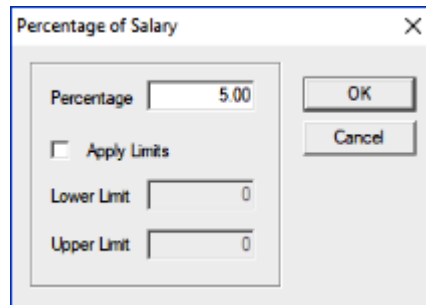 Percentage of Salary
Percentage 5.00
OK
Apply Limits
Cancel
Lower Limit 0
Upper Limit 0